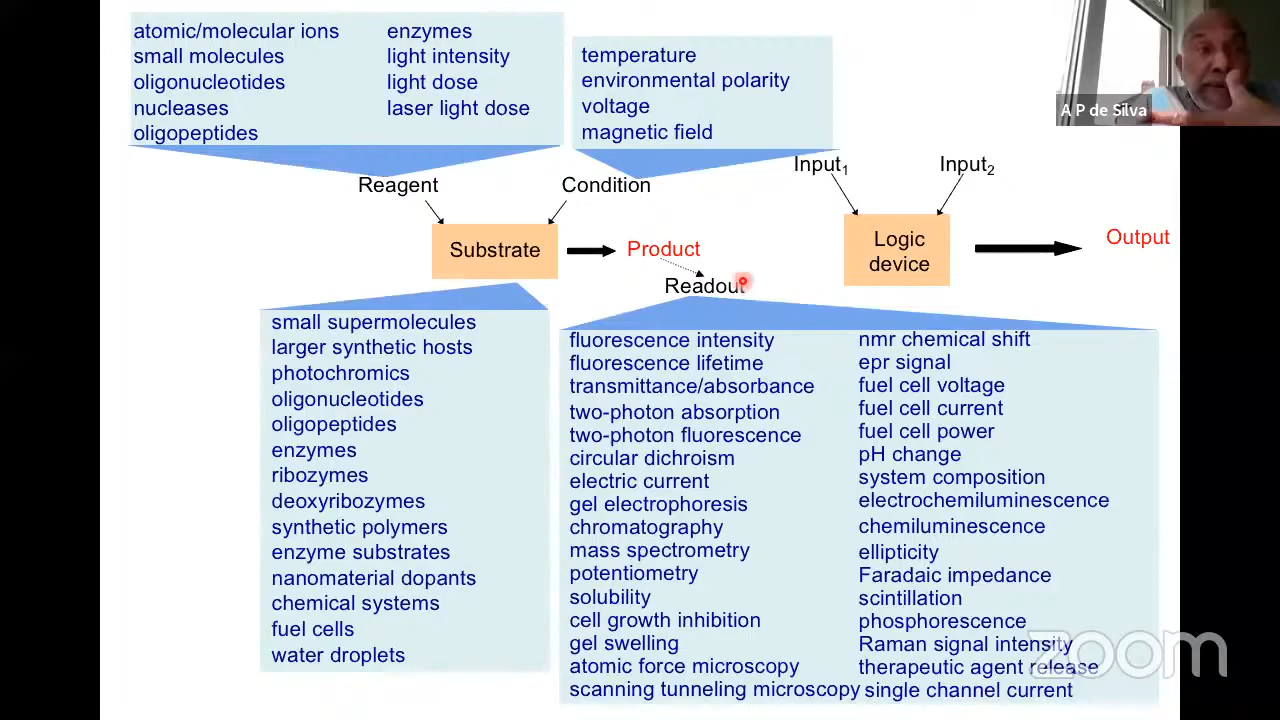 atomic/molecular ions
small molecules
oligonucleotides
nucleases
oligopeptides
enzymes
light intensity
light dose
laser light dose
temperature
environmental polarity
voltage
magnetic field
A P de Silva
Reagent
Condition
Input1
Input2
Substrate
Product
Readout
Logic
device
Output
small supermolecules
larger synthetic hosts
photochromics
oligonucleotides
oligopeptides
enzymes
ribozymes
deoxyribozymes
synthetic polymers
enzyme substrates
nanomaterial dopants
chemical systems
fuel cells
water droplets
fluorescence intensity
fluorescence lifetime
transmittance/absorbance
two-photon absorption
two-photon fluorescence
circular dichroism
electric current
gel electrophoresis
chromatography
mass spectrometry
potentiometry
solubility
cell growth inhibition
gel swelling
atomic force microscopy
scanning tunneling microscopy
nmr chemical shift
epr signal
fuel cell voltage
fuel cell current
fuel cell power
pH change
system composition
electrochemiluminescence
chemiluminescence
ellipticity
Faradaic impedance
scintillation
phosphorescence
Raman signal intensity
therapeutic agent release
single channel current
zoom